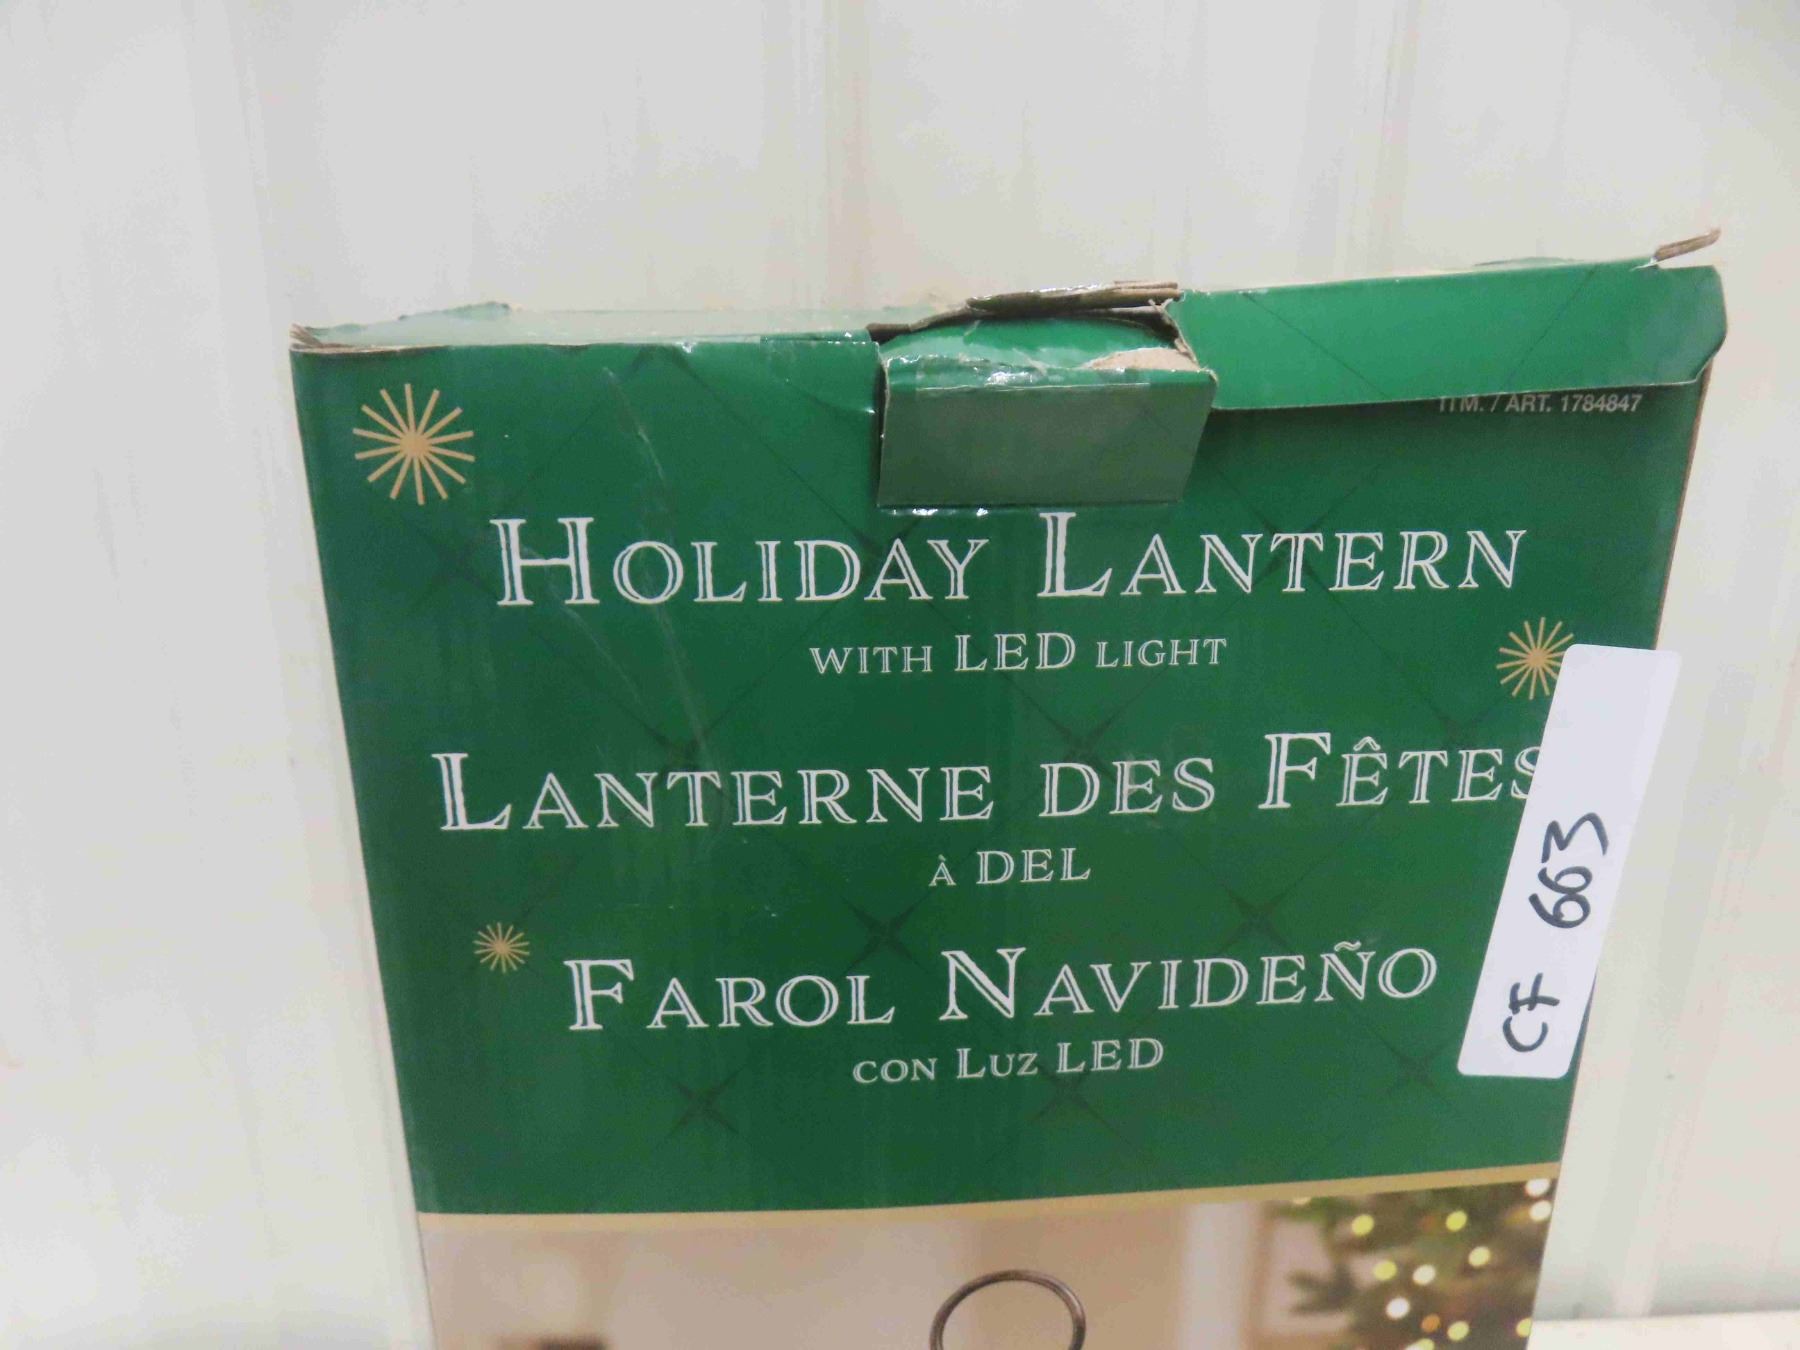 ITM. / ART. 1784847
HOLIDAY LANTERN
WITH LED LIGHT
LANTERNE DES FÊTES
À DEL
FAROL NAVIDEÑO
CON LUZ LED
CF 663